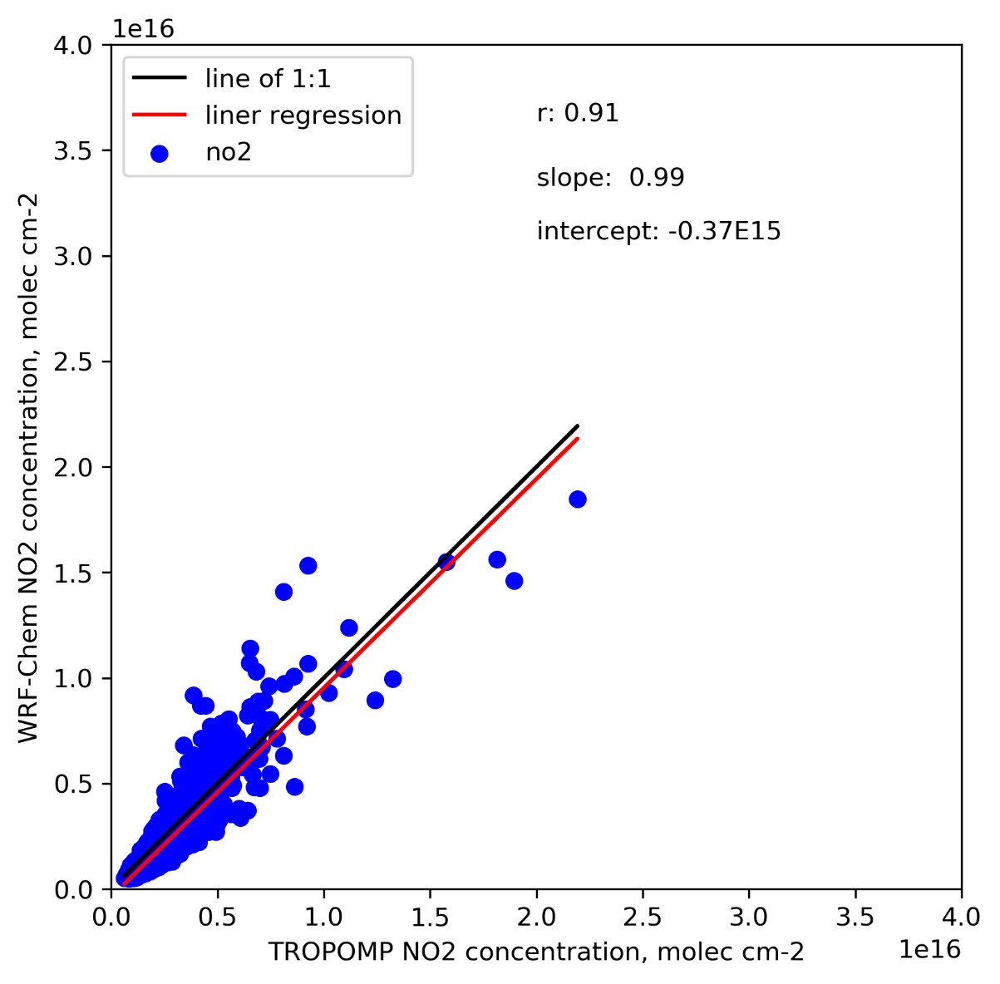 1e16
4.0
3.5
3.0
2.5
2.0
1.5
1.0
0.5
0.0
WRF-Chem NO2 concentration, molec cm-2
line of 1:1
liner regression
no2
r: 0.91
slope:  0.99
intercept: -0.37E15
0.0 0.5 1.0 1.5 2.0 2.5 3.0 3.5 4.0
TROPOMP NO2 concentration, molec cm-2
1e16